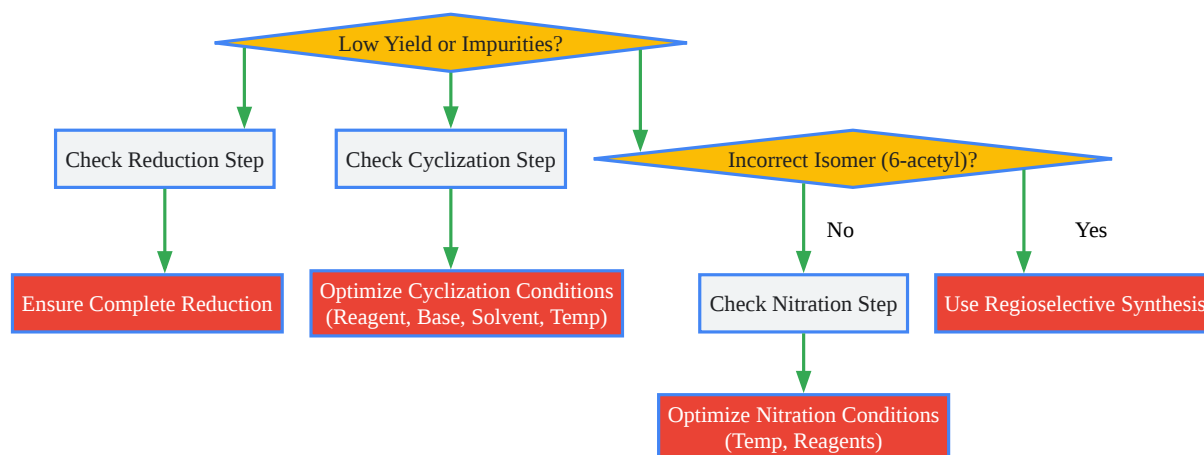 Low Yield or Impurities?
Check Reduction Step
Check Cyclization Step
Incorrect Isomer (6-acetyl)?
No
Yes
Ensure Complete Reduction
Optimize Cyclization Conditions
(Reagent, Base, Solvent, Temp)
Check Nitration Step
Use Regioselective Synthesis
Optimize Nitration Conditions
(Temp, Reagents)